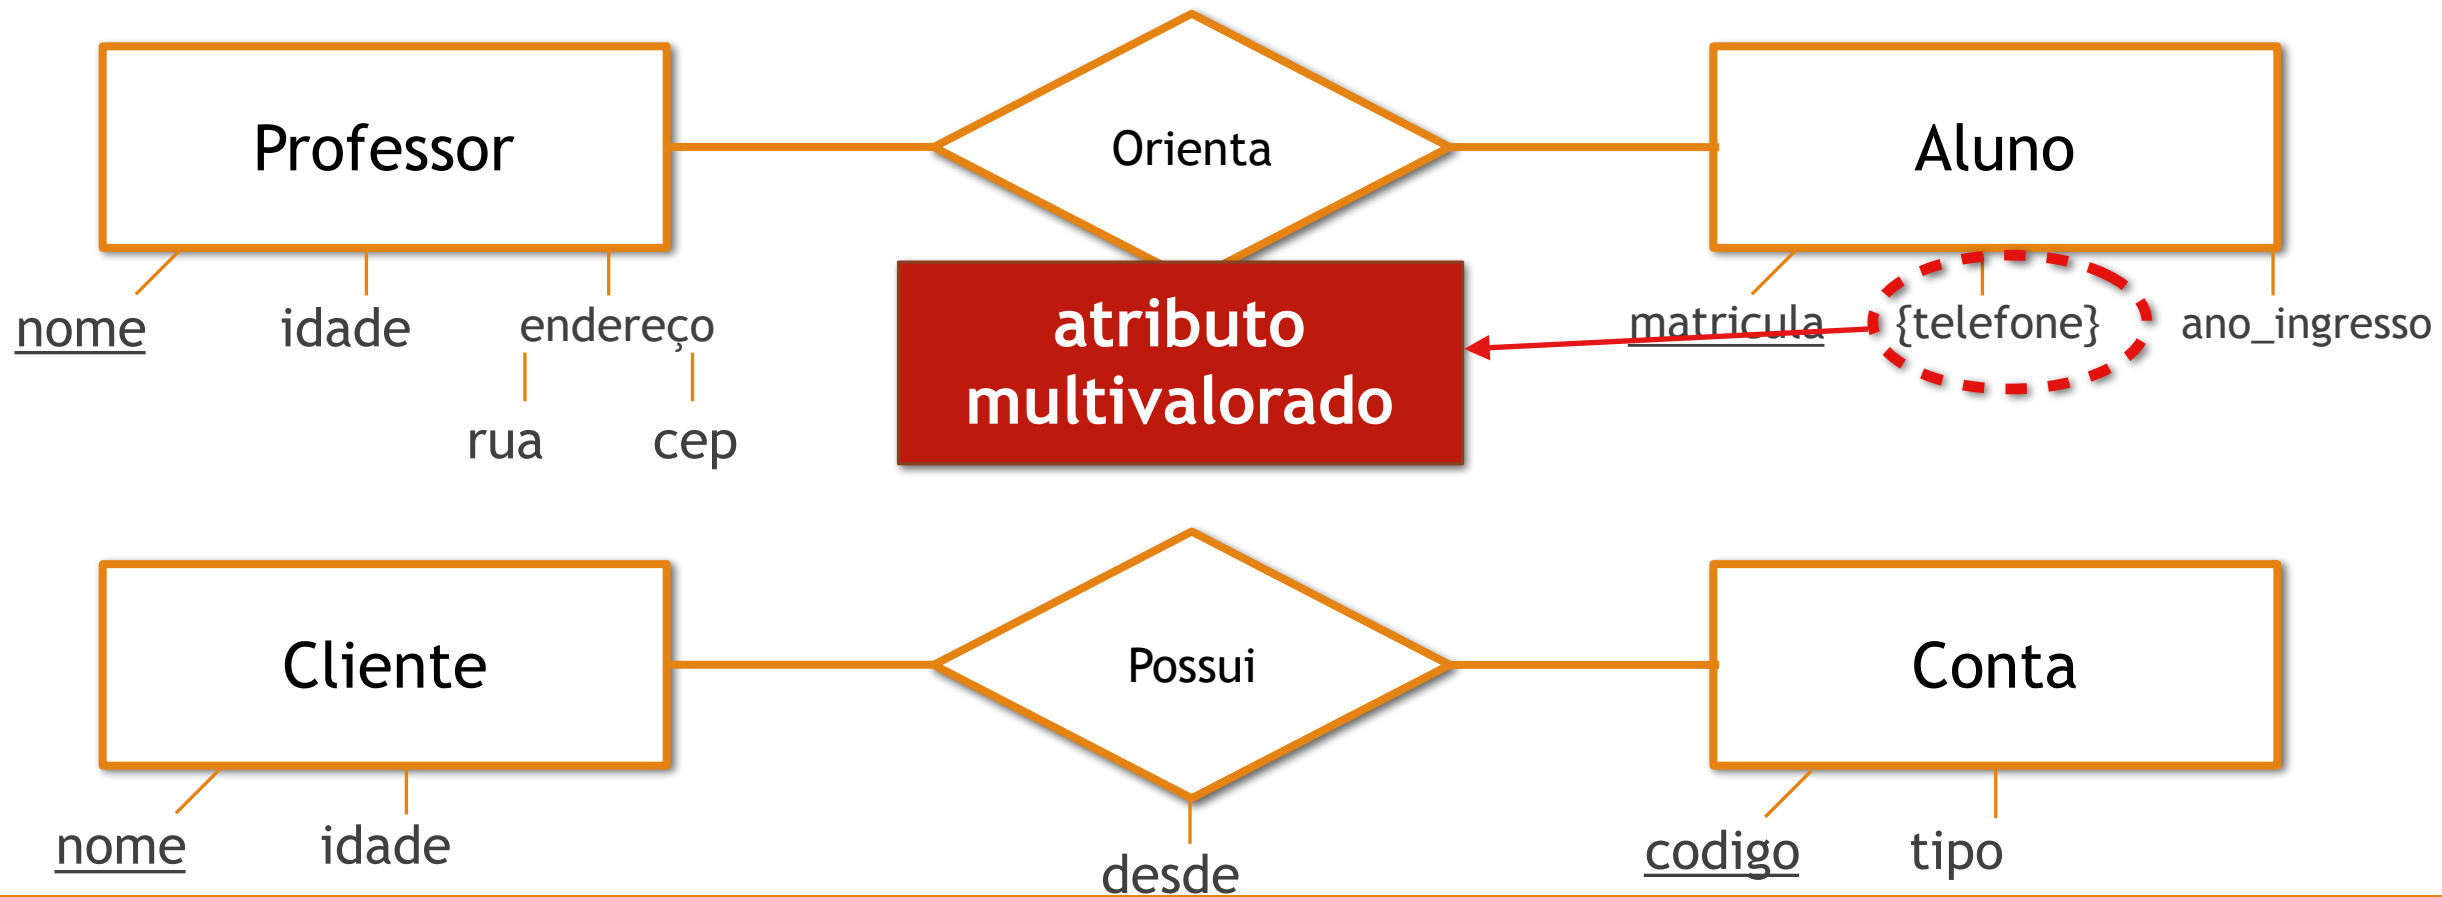 Professor
Orienta
Aluno
nome
idade
endereço
matricula
{telefone}
ano_ingresso
atributo
multivalorado
rua
cep
Cliente
Possui
Conta
nome
idade
desde
codigo
tipo